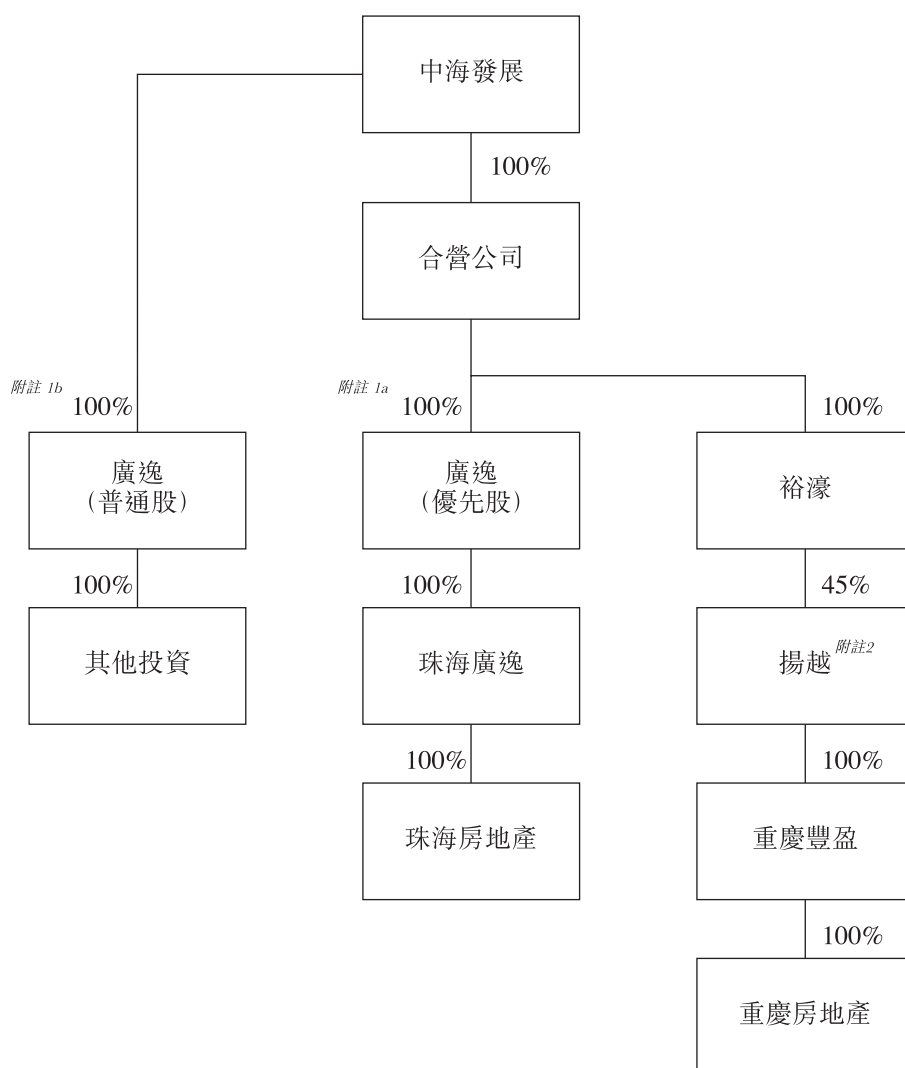 中海發展
100%
合營公司
附註 1b
100%
附註 1a
100%
100%
廣逸
(普通股)
廣逸
(優先股)
裕濠
100%
100%
45%
其他投資
珠海廣逸
揚越附註2
100%
100%
珠海房地產
重慶豐盈
100%
重慶房地產